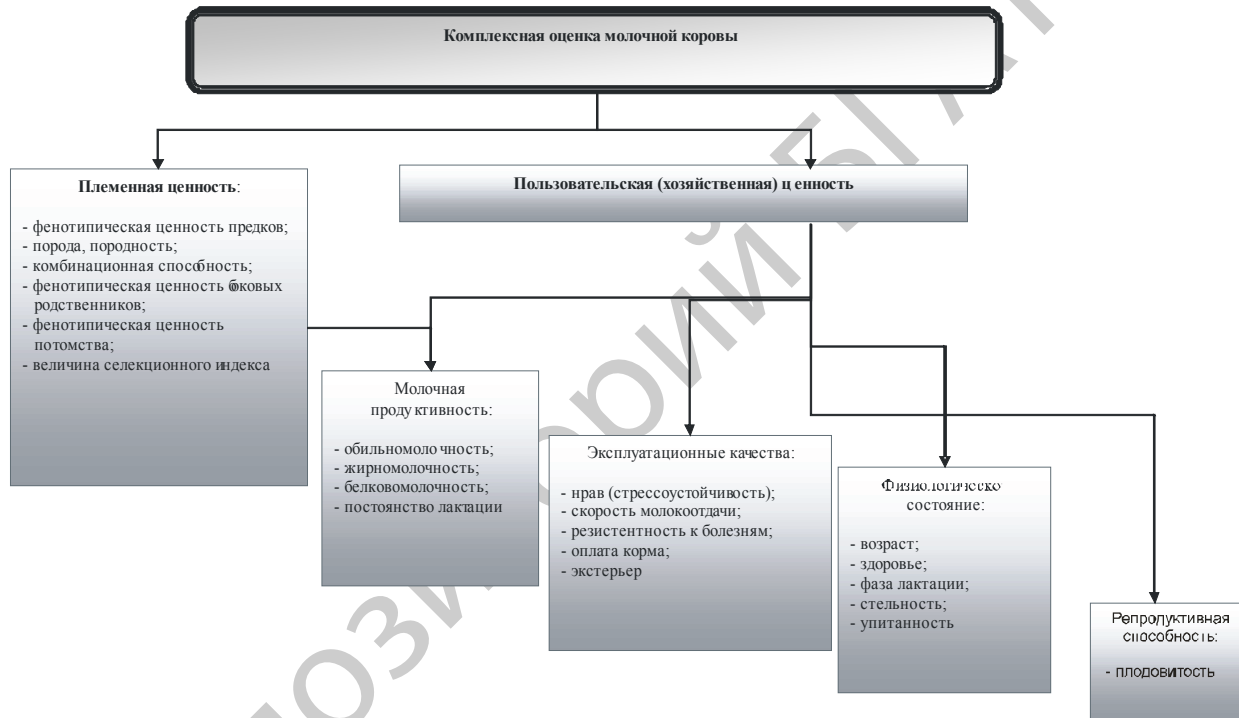 Комплексная оценка молочной коровы
Племенная ценность:
- фенотипическая ценность предков;
- порода, породность;
- комбинационная способность;
- фенотипическая ценность боковых
родственников;
- фенотипическая ценность
потомства;
- величина селекционного индекса
Пользовательская (хозяйственная) ценность
Молочная
продуктивность:
- обильномолочность;
- жирномолочность;
- белковомолочность;
- постоянство лактации
Эксплуатационные качества:
- нрав (стрессоустойчивость);
- скорость молокоотдачи;
- резистентность к болезням;
- оплата корма;
- экстерьер
Физиологическо
состояние:
- возраст;
- здоровье;
- фаза лактации;
- стельность;
- упитанность
Репродуктивная
способность:
- плодовитость